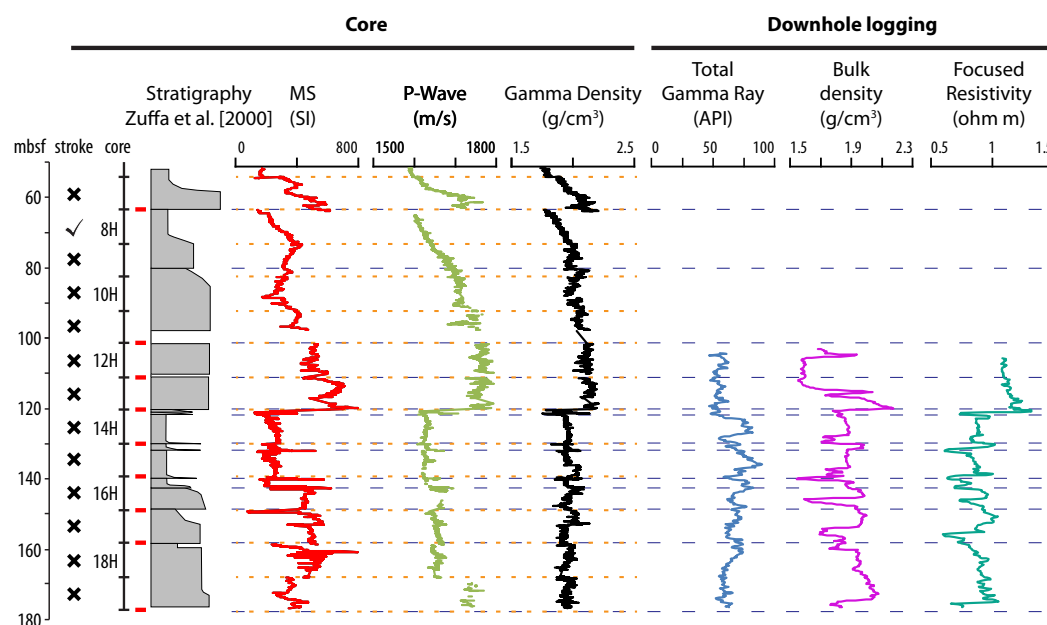 Core
Downhole logging
Stratigraphy
Zuffa et al. [2000]
MS
(SI)
P-Wave
(m/s)
Gamma Density
(g/cm³)
Total
Gamma Ray
(API)
Bulk
density
(g/cm³)
Focused
Resistivity
(ohm m)
mbsf stroke core
0 800 1500 1800 1.5 2.5 0 50 100 1.5 1.9 2.3 0.5 1 1.5
60
8H
80
10H
100
12H
120
14H
140
16H
160
18H
180